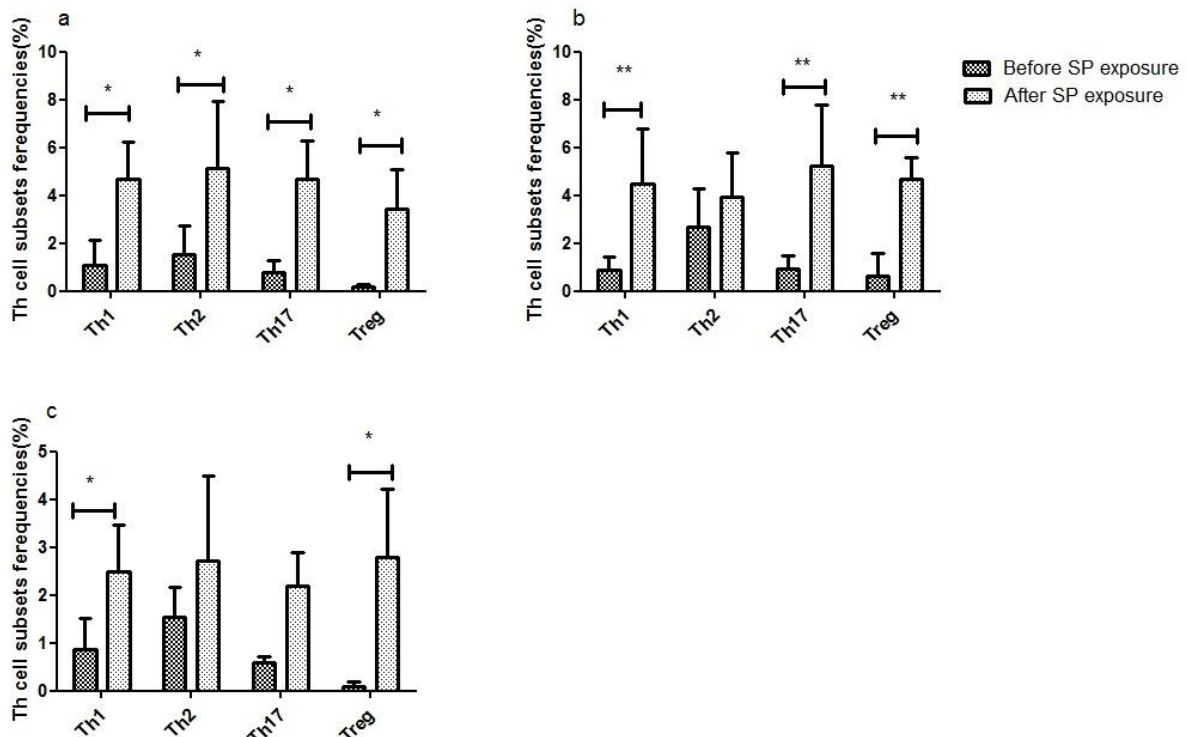 a
Th cell subsets ferequencies(%)
10
8
6
4
2
0
*
*
*
*
Th1
Th2
Th17
Treg
b
Th cell subsets ferequencies(%)
10
8
6
4
2
0
**
**
**
Th1
Th2
Th17
Treg
Before SP exposure
After SP exposure
c
Th cell subsets ferequencies(%)
5
4
3
2
1
0
*
*
Th1
Th2
Th17
Treg